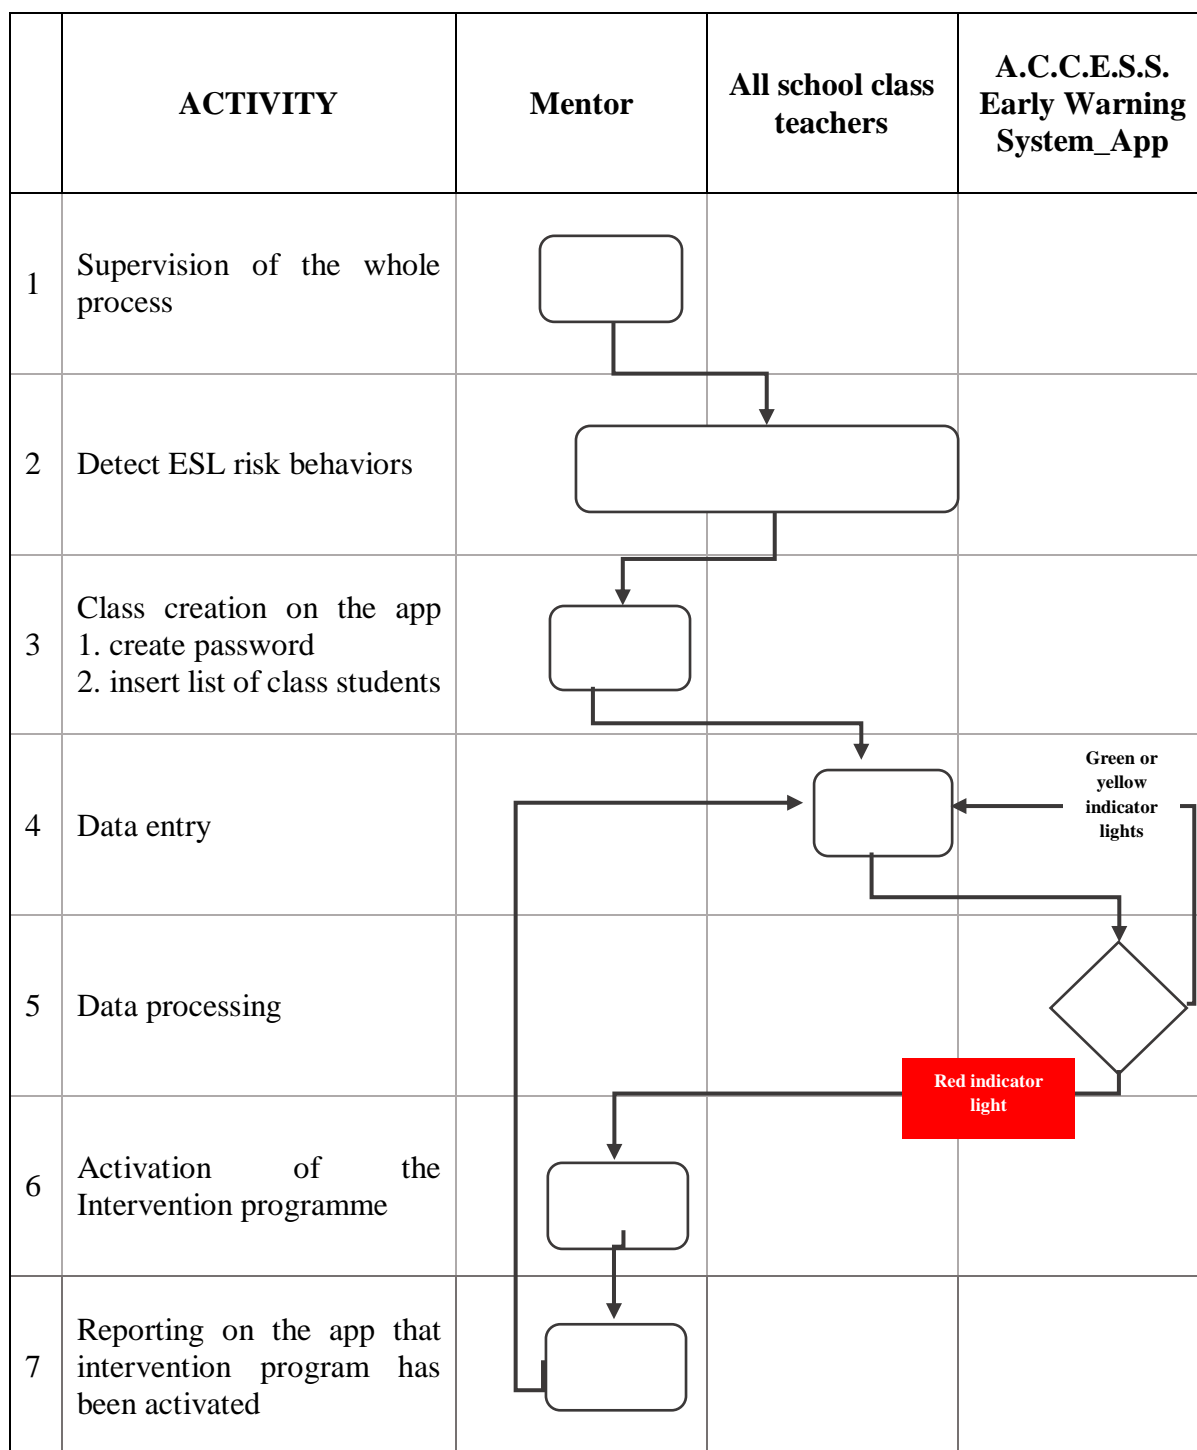 ACTIVITY
Mentor
All school class
teachers
A.C.C.E.S.S.
Early Warning
System_App
1
Supervision of the whole
process
2
Detect ESL risk behaviors
3
Class creation on the app
1. create password
2. insert list of class students
4
Data entry
Green or
yellow
indicator
lights
5
Data processing
Red indicator
light
6
Activation of the
Intervention programme
7
Reporting on the app that
intervention program has
been activated